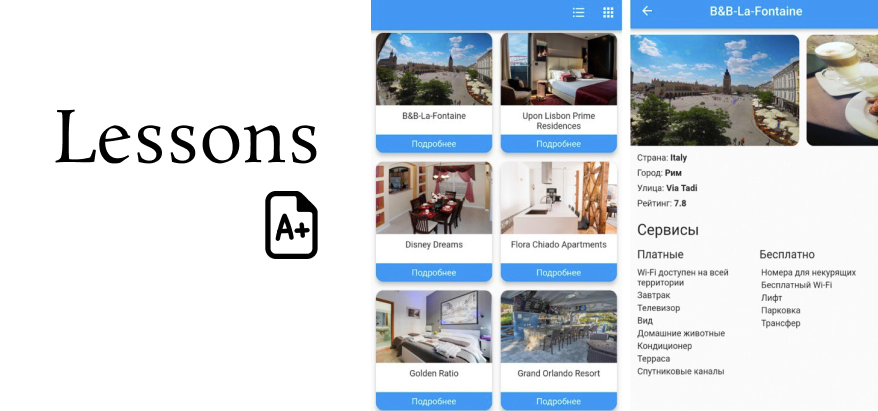 Lessons
A+
B&B-La-Fontaine
Подробнее
Upon Lisbon Prime
Residences
Подробнее
Disney Dreams
Подробнее
Flora Chiado Apartments
Подробнее
Golden Ratio
Подробнее
Grand Orlando Resort
Подробнее
B&B-La-Fontaine
Страна: Italy
Город: Рим
Улица: Via Tadi
Рейтинг: 7.8
Сервисы
Платные
Wi-Fi доступен на всей
территории
Завтрак
Телевизор
Вид
Домашние животные
Кондиционер
Терраса
Спутниковые каналы
Бесплатно
Номера для некурящих
Бесплатный Wi-Fi
Лифт
Парковка
Трансфер